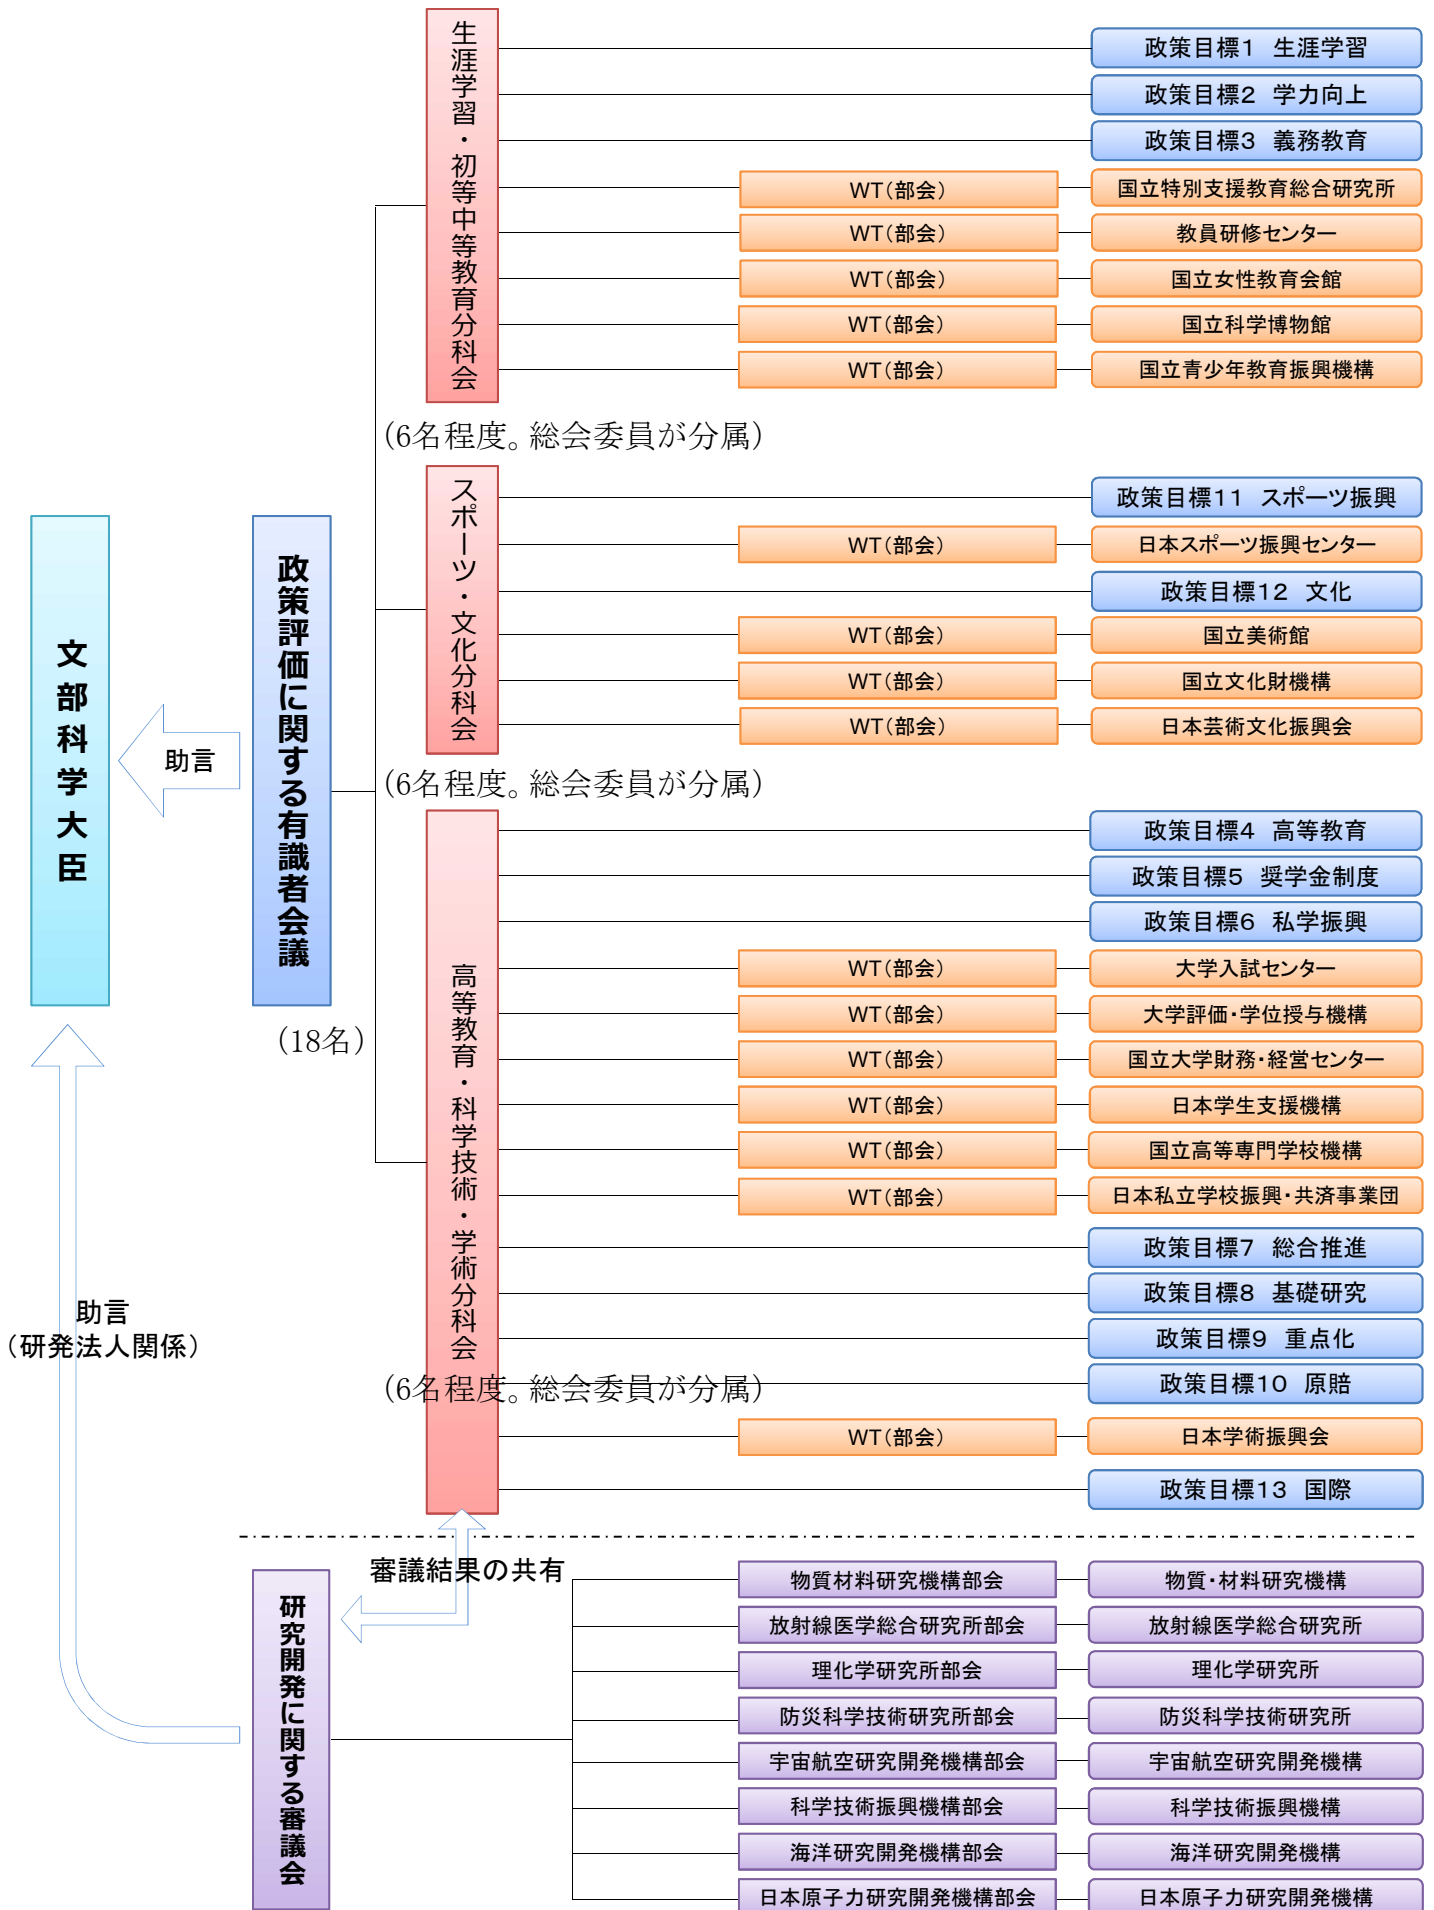 文部科学大臣
助言
政策評価に関する有識者会議
（18名）
生涯学習・初等中等教育分科会
政策目標１　生涯学習
政策目標２　学力向上
政策目標３　義務教育
WT（部会）　国立特別支援教育総合研究所
WT（部会）　教員研修センター
WT（部会）　国立女性教育会館
WT（部会）　国立科学博物館
WT（部会）　国立青少年教育振興機構
（6名程度。総会委員が分属）
スポーツ・文化分科会
政策目標１１　スポーツ振興
WT（部会）　日本スポーツ振興センター
政策目標１２　文化
WT（部会）　国立美術館
WT（部会）　国立文化財機構
WT（部会）　日本芸術文化振興会
（6名程度。総会委員が分属）
高等教育・科学技術・学術分科会
政策目標４　高等教育
政策目標５　奨学金制度
政策目標６　私学振興
WT（部会）　大学入試センター
WT（部会）　大学評価・学位授与機構
WT（部会）　国立大学財務・経営センター
WT（部会）　日本学生支援機構
WT（部会）　国立高等専門学校機構
WT（部会）　日本私立学校振興・共済事業団
政策目標７　総合推進
政策目標８　基礎研究
政策目標９　重点化
政策目標１０　原賠
（6名程度。総会委員が分属）
WT（部会）　日本学術振興会
政策目標１３　国際
助言
（研発法人関係）
審議結果の共有
研究開発に関する審議会
物質材料研究機構部会　物質・材料研究機構
放射線医学総合研究所部会　放射線医学総合研究所
理化学研究所部会　理化学研究所
防災科学技術研究所部会　防災科学技術研究所
宇宙航空研究開発機構部会　宇宙航空研究開発機構
科学技術振興機構部会　科学技術振興機構
海洋研究開発機構部会　海洋研究開発機構
日本原子力研究開発機構部会　日本原子力研究開発機構